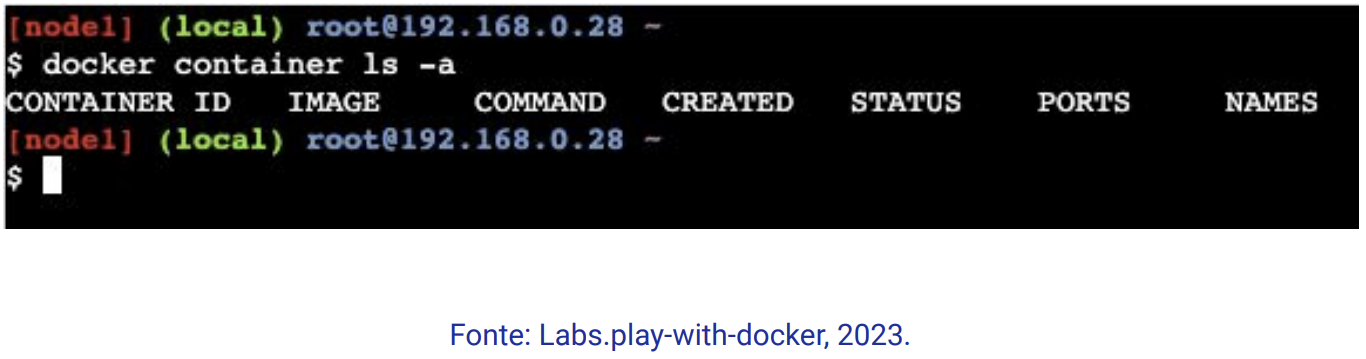 [node1] (local) root@192.168.0.28 ~
$ docker container ls -a
CONTAINER ID IMAGE COMMAND CREATED STATUS PORTS NAMES
[node1] (local) root@192.168.0.28 ~
$
Fonte: Labs.play-with-docker, 2023.